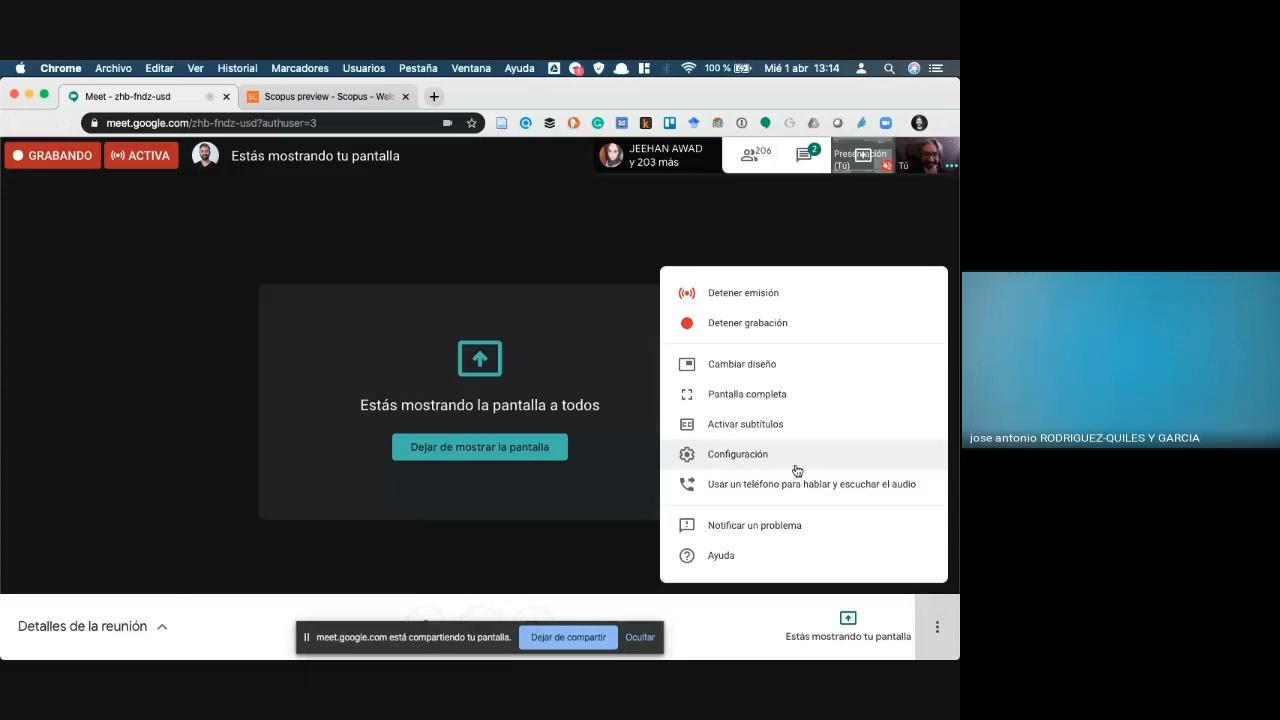 Chrome Archivo Editar Ver Historial Marcadores Usuarios Pestaña Ventana Ayuda 1 100 % Mié 1 abr 13:14
Meet - zhb-fndz-usd
SC Scopus preview - Scopus - Welc
meet.google.com/zhb-fndz-usd?authuser=3
GRABANDO
ACTIVA
Estás mostrando tu pantalla
JEEHAN AWAD
y 203 más
206
2
Presentación
(Tú)
Tú
Detener emisión
Detener grabación
Cambiar diseño
Pantalla completa
Activar subtítulos
Configuración
Usar un teléfono para hablar y escuchar el audio
Notificar un problema
Ayuda
Estás mostrando la pantalla a todos
Dejar de mostrar la pantalla
jose antonio RODRIGUEZ-QUILES Y GARCIA
Detalles de la reunión
meet.google.com está compartiendo tu pantalla.
Dejar de compartir
Ocultar
Estás mostrando tu pantalla